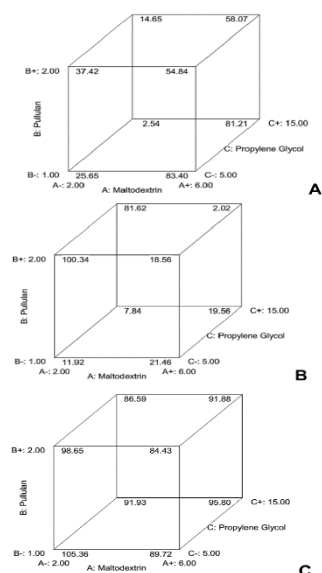 14.65 58.07
B+: 2.00 37.42 54.84
B: Pullulan
2.54 81.21 C+: 15.00
C: Propylene Glycol
B-: 1.00 25.65 83.40 C-: 5.00
A-: 2.00 A+: 6.00
A: Maltodextrin
A
81.62 2.02
B+: 2.00 100.34 18.56
B: Pullulan
7.84 19.56 C+: 15.00
C: Propylene Glycol
B-: 1.00 11.92 21.46 C-: 5.00
A-: 2.00 A+: 6.00
A: Maltodextrin
B
86.59 91.88
B+: 2.00 98.65 84.43
B: Pullulan
91.93 95.80 C+: 15.00
C: Propylene Glycol
B-: 1.00 105.36 89.72 C-: 5.00
A-: 2.00 A+: 6.00
A: Maltodextrin
C